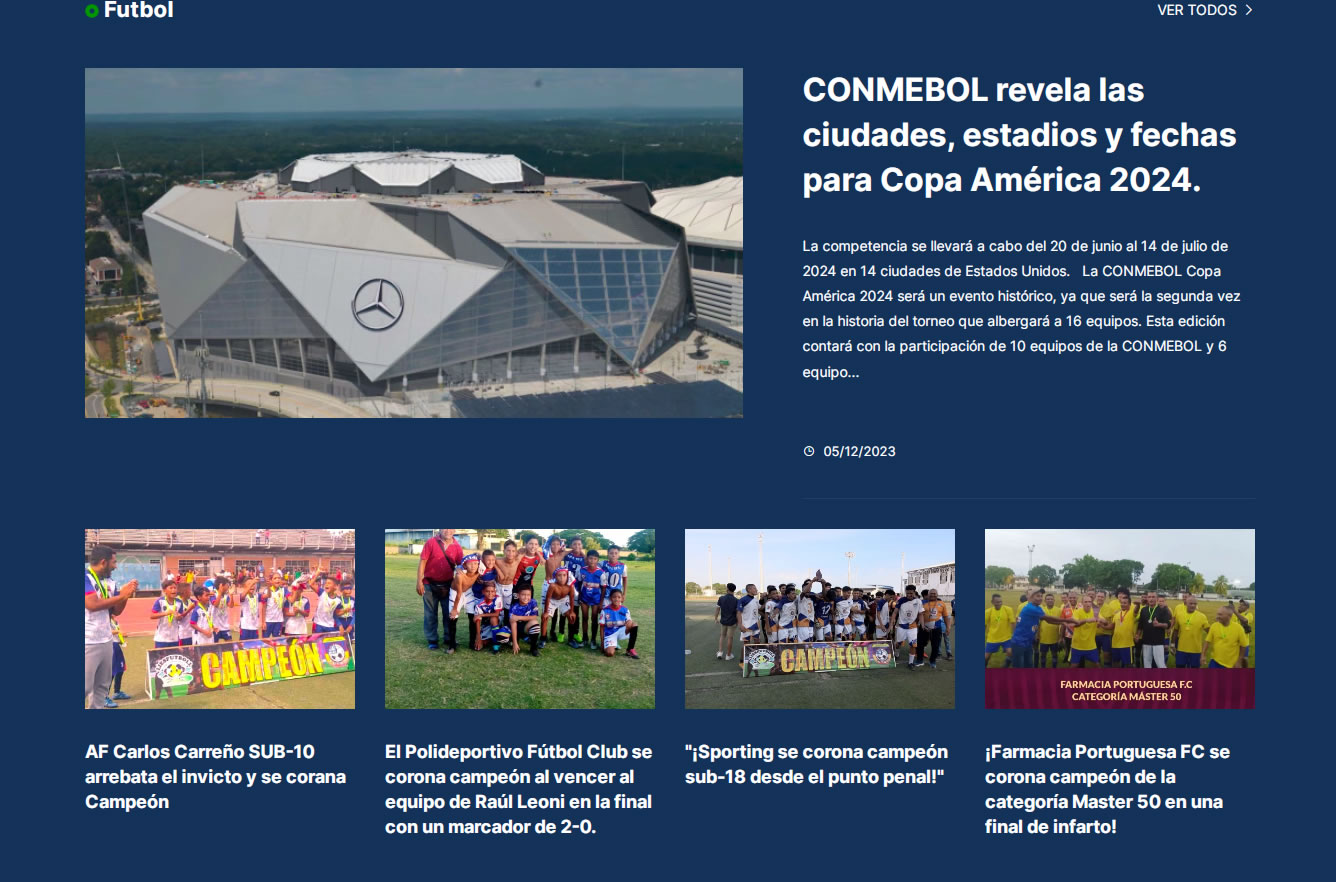 Futbol
VER TODOS
CONMEBOL revela las
ciudades, estadios y fechas
para Copa América 2024.
La competencia se llevará a cabo del 20 de junio al 14 de julio de
2024 en 14 ciudades de Estados Unidos.   La CONMEBOL Copa
América 2024 será un evento histórico, ya que será la segunda vez
en la historia del torneo que albergará a 16 equipos. Esta edición
contará con la participación de 10 equipos de la CONMEBOL y 6
equipo...
05/12/2023
CAMPEÓN
CAMPEÓN
FARMACIA PORTUGUESA F.C
CATEGORÍA MÁSTER 50
AF Carlos Carreño SUB-10
arrebata el invicto y se corana
Campeón
El Polideportivo Fútbol Club se
corona campeón al vencer al
equipo de Raúl Leoni en la final
con un marcador de 2-0.
"¡Sporting se corona campeón
sub-18 desde el punto penal!"
¡Farmacia Portuguesa FC se
corona campeón de la
categoría Master 50 en una
final de infarto!